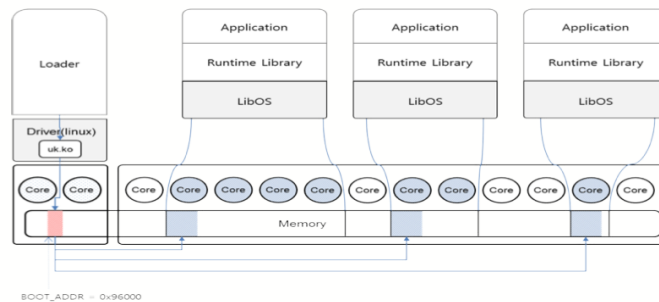 Application Application Application
Loader Runtime Library Runtime Library Runtime Library
LibOS LibOS LibOS
Driver(linux)
uk.ko
Core Core Core Core Core Core Core Core Core Core Core Core Core Core
Memory
BOOT_ADDR - 0x96000